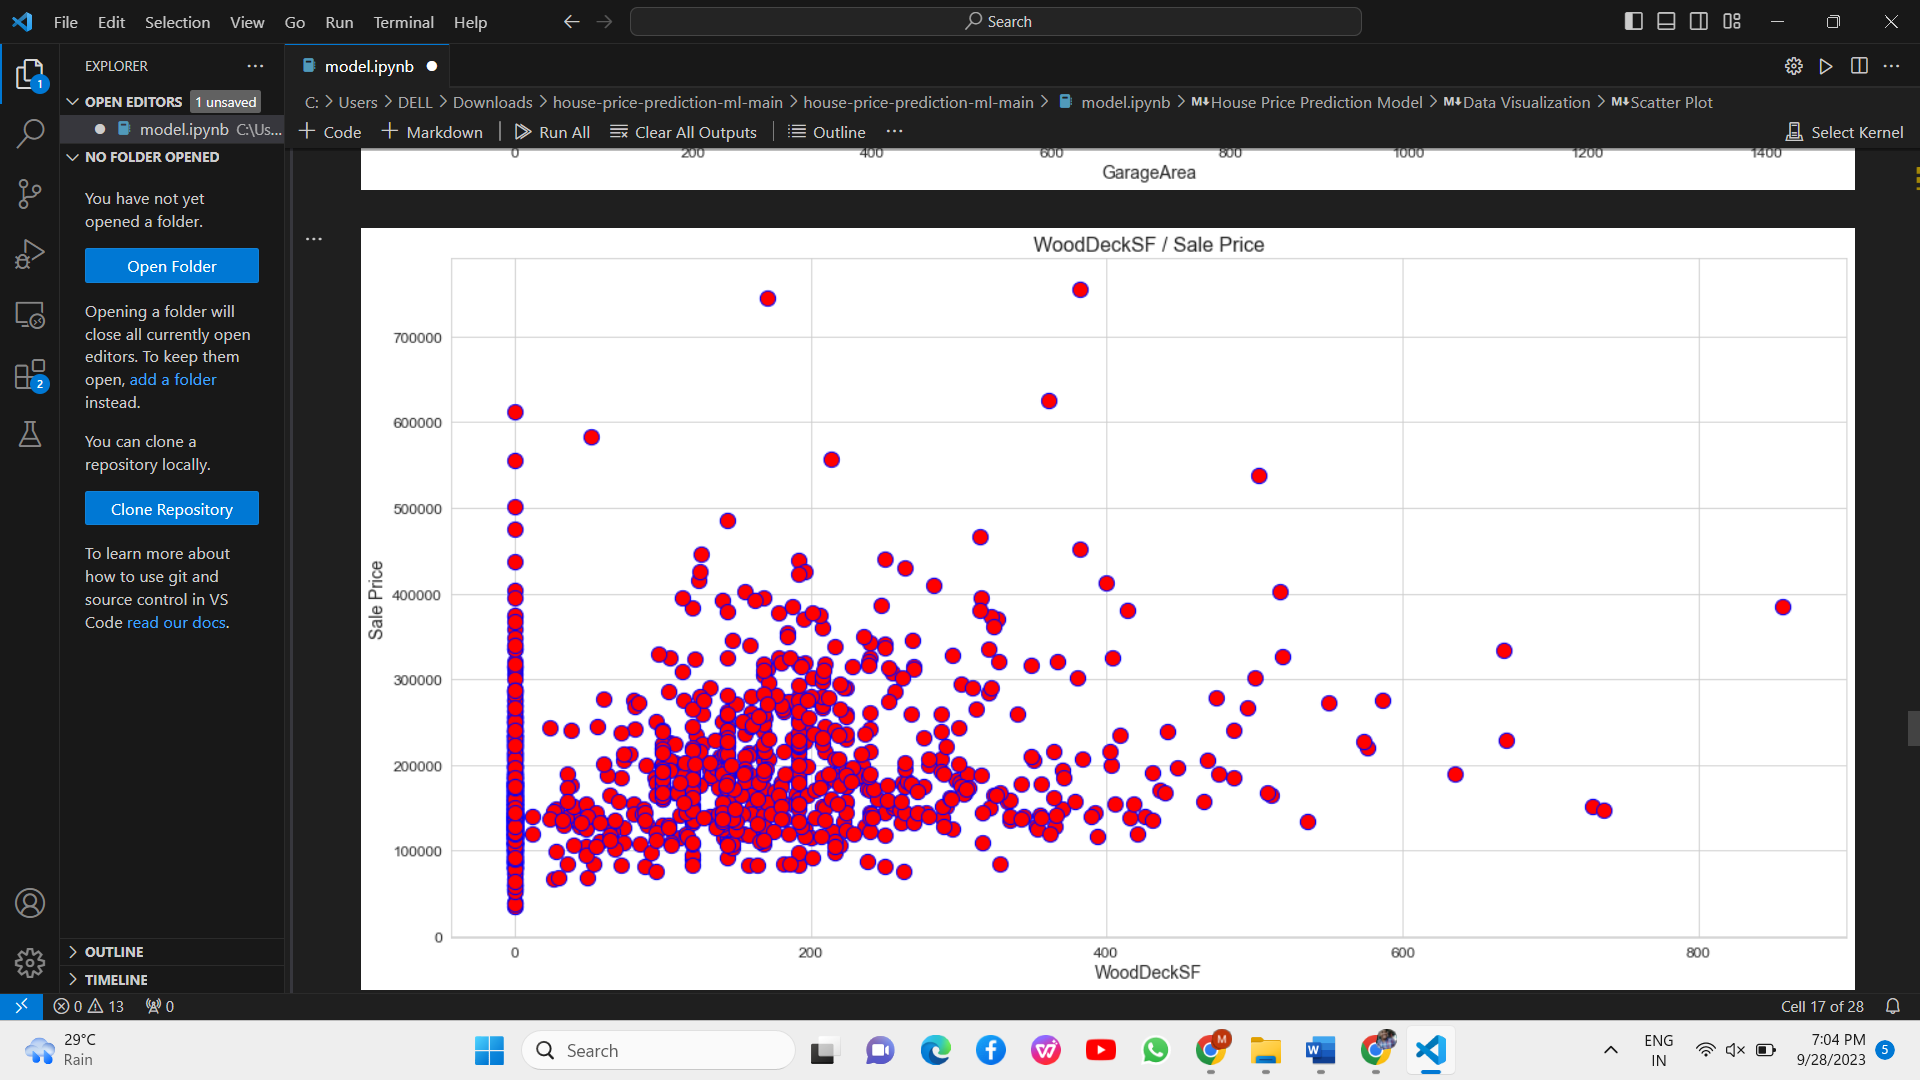 File Edit Selection View Go Run Terminal Help
Search
EXPLORER
model.ipynb
OPEN EDITORS 1 unsaved
C: > Users > DELL > Downloads > house-price-prediction-ml-main > house-price-prediction-ml-main > model.ipynb > M↓House Price Prediction Model > M↓Data Visualization > M↓Scatter Plot
model.ipynb C:\Us...
+ Code + Markdown Run All Clear All Outputs Outline ...
Select Kernel
NO FOLDER OPENED
You have not yet
opened a folder.
Open Folder
Opening a folder will
close all currently open
editors. To keep them
open, add a folder
instead.
You can clone a
repository locally.
Clone Repository
To learn more about
how to use git and
source control in VS
Code read our docs.
1
2
0 200 400 600 800 1000 1200 1400
GarageArea
WoodDeckSF / Sale Price
700000
600000
500000
400000
300000
200000
100000
0
Sale Price
0 200 400 600 800
WoodDeckSF
OUTLINE
TIMELINE
0 13 0
Cell 17 of 28
29°C
Rain
Search
M
W
ENG
IN
7:04 PM
9/28/2023
5